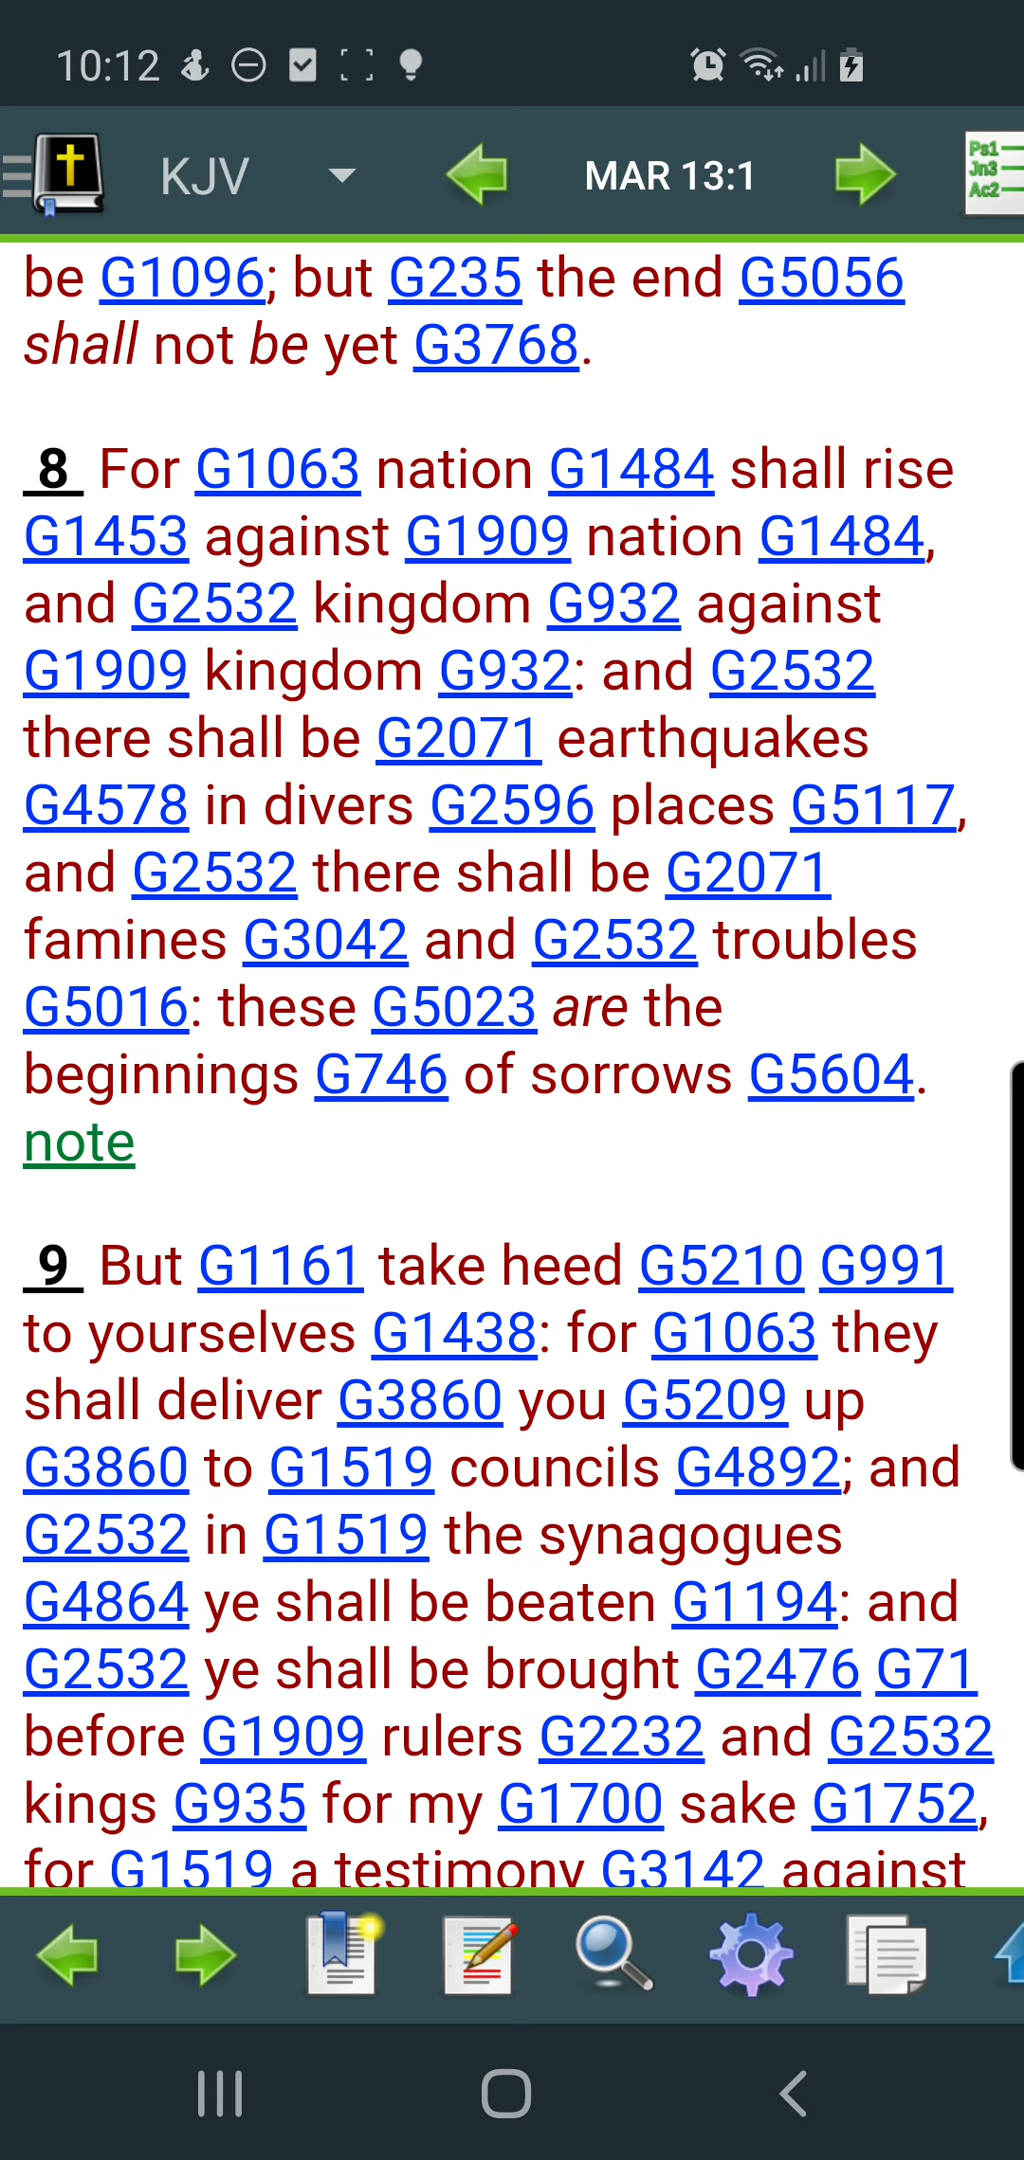 10:12
KJV
MAR 13:1
Ps1
Jn3
Ac2
be G1096; but G235 the end G5056
shall not be yet G3768.
8 For G1063 nation G1484 shall rise
G1453 against G1909 nation G1484,
and G2532 kingdom G932 against
G1909 kingdom G932: and G2532
there shall be G2071 earthquakes
G4578 in divers G2596 places G5117,
and G2532 there shall be G2071
famines G3042 and G2532 troubles
G5016: these G5023 are the
beginnings G746 of sorrows G5604.
note
9 But G1161 take heed G5210 G991
to yourselves G1438: for G1063 they
shall deliver G3860 you G5209 up
G3860 to G1519 councils G4892; and
G2532 in G1519 the synagogues
G4864 ye shall be beaten G1194: and
G2532 ye shall be brought G2476 G71
before G1909 rulers G2232 and G2532
kings G935 for my G1700 sake G1752,
for G1519 a testimony G3142 against